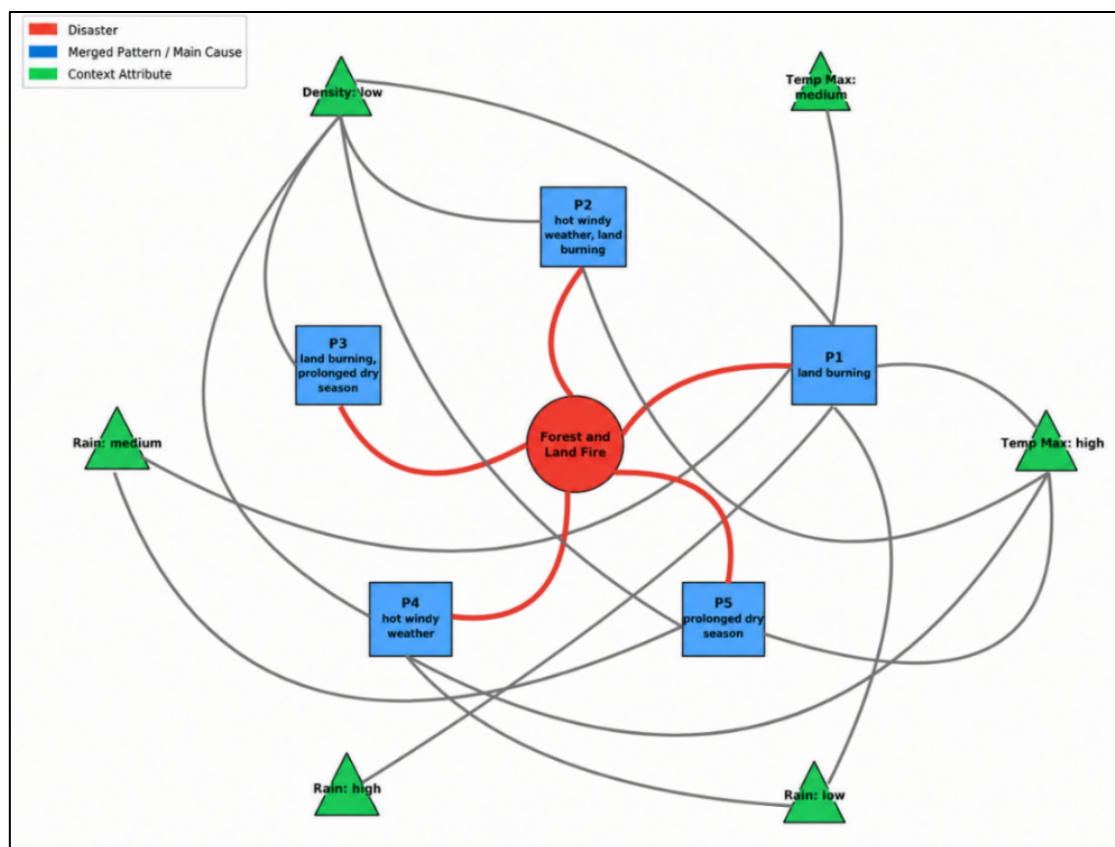 Disaster
Merged Pattern / Main Cause
Context Attribute
Density: low
Temp Max:
medium
P2
hot windy
weather, land
burning
P3
land burning,
prolonged dry
season
P1
land burning
Rain: medium
Forest and
Land Fire
Temp Max: high
P4
hot windy
weather
P5
prolonged dry
season
Rain: high
Rain: low